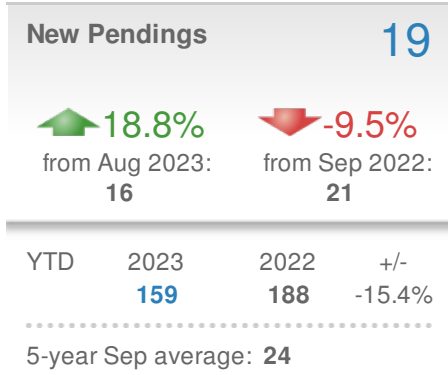 New Pendings 19
18.8% -9.5%
from Aug 2023: from Sep 2022:
16 21
YTD 2023 2022 +/-
159 188 -15.4%
5-year Sep average: 24